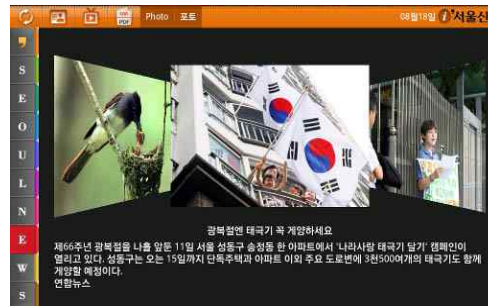 PDF
Photo 포토
08월18일 서울신
S
E
O
U
L
N
E
W
S
광복절엔 태극기 꼭 게양하세요
제66주년 광복절을 나흘 앞둔 11일 서울 성동구 송정동 한 아파트에서 '나라사랑 태극기 달기' 캠페인이
열리고 있다. 성동구는 오는 15일까지 단독주택과 아파트 이외 주요 도로변에 3천500여개의 태극기도 함께
게양할 예정이다.
연합뉴스